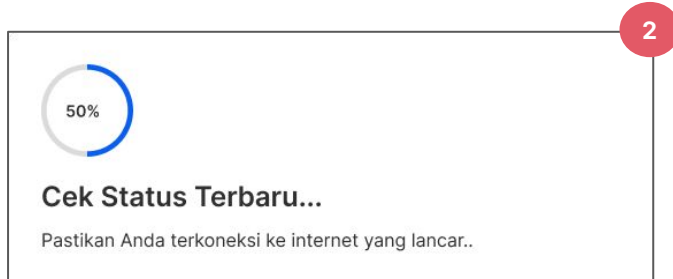 2
50%
Cek Status Terbaru...
Pastikan Anda terkoneksi ke internet yang lancar..